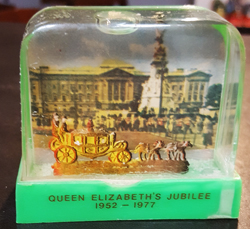 QUEEN ELIZABETH'S JUBILEE
1952 - 1977